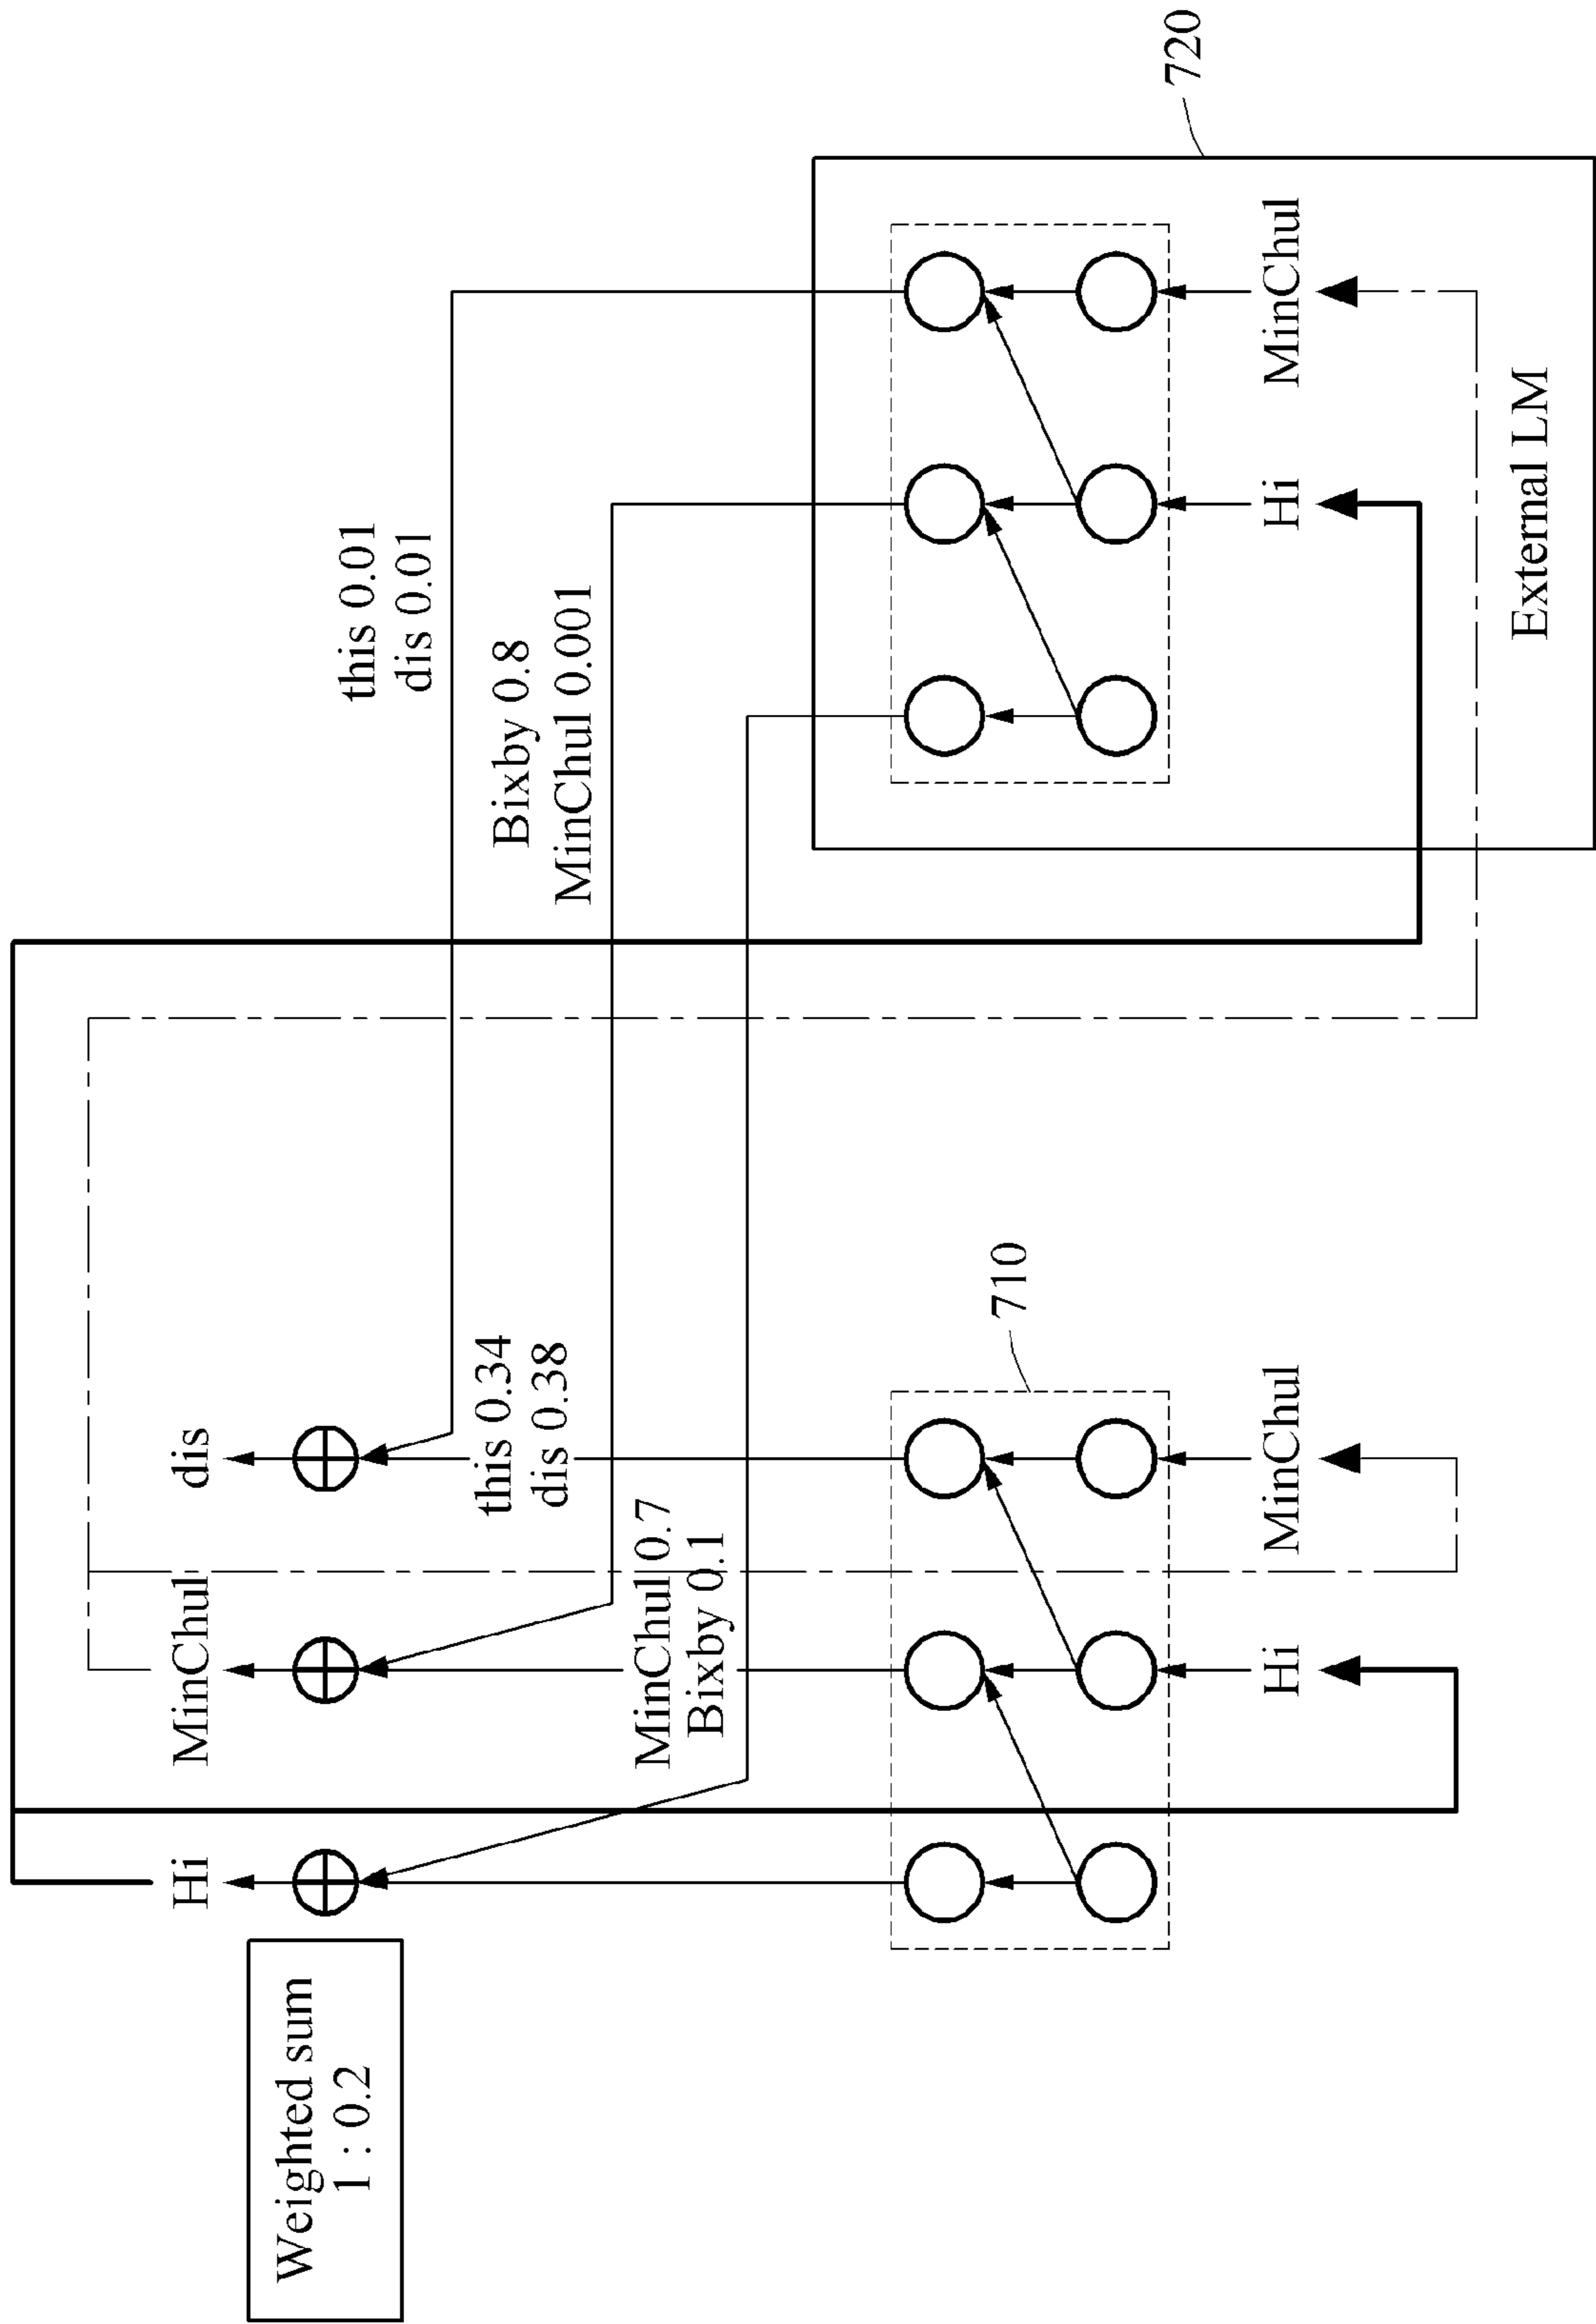 Weighted sum
1 : 0.2
Hi
MinChul
dis
this 0.01
dis 0.01
this 0.34
dis 0.38
Bixby 0.8
MinChul 0.001
MinChul 0.7
Bixby 0.1
710
720
Hi
MinChul
Hi
MinChul
External LM